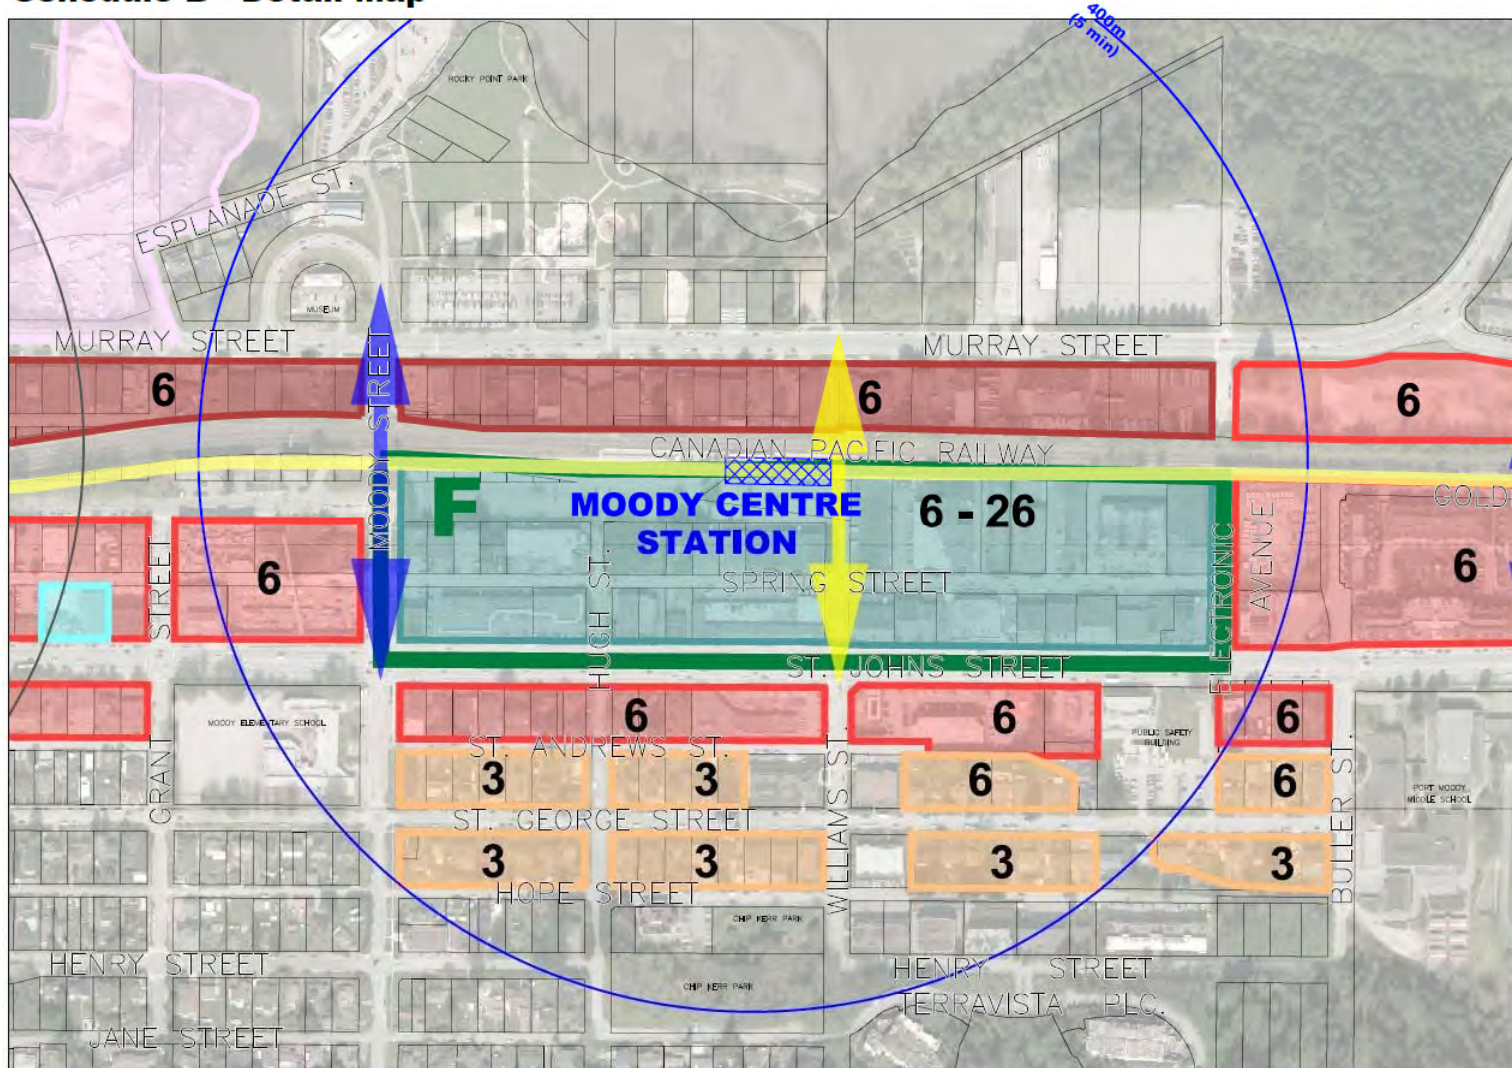 400m
(5 min)
ROCKY POINT PARK
ESPLANADE ST.
MUSEUM
MURRAY STREET
MURRAY STREET
6
6
6
MOODY STREET
CANADIAN PACIFIC RAILWAY
F
MOODY CENTRE
STATION
6 - 26
GOLD
ELECTRONIC
AVENUE
6
6
STREET
HUGH ST.
SPRING STREET
ST. JOHNS STREET
6
6
6
MOODY ELEMENTARY SCHOOL
PUBLIC SAFETY
BUILDING
ST. ANDREWS ST.
GRANT
WILLIAMS ST.
BULLER ST.
3
3
6
6
PORT MOODY
MIDDLE SCHOOL
ST. GEORGE STREET
3
3
3
3
HOPE STREET
CHIP KERR PARK
HENRY STREET
HENRY STREET
CHIP KERR PARK
TERRAVISTA PLC.
JANE STREET